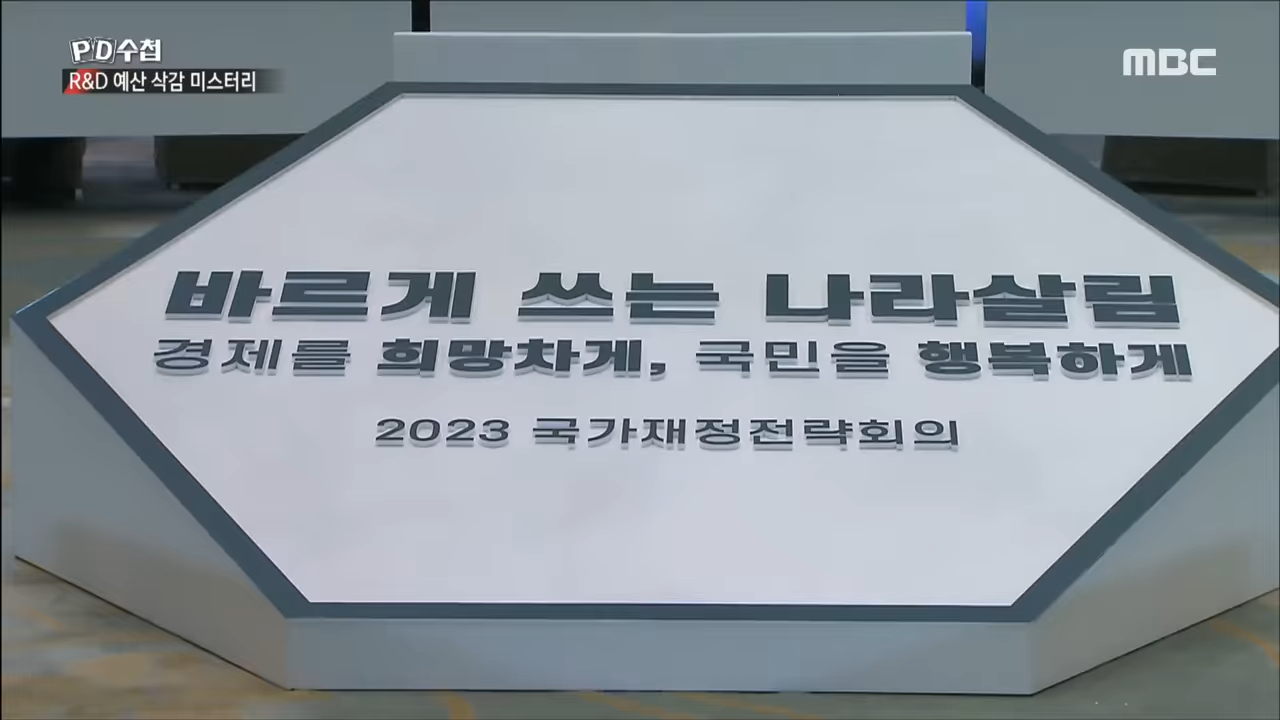 PD수첩
R&D 예산 삭감 미스터리
MBC
바르게 쓰는 나라살림
경제를 희망차게, 국민을 행복하게
2023 국가재정전략회의